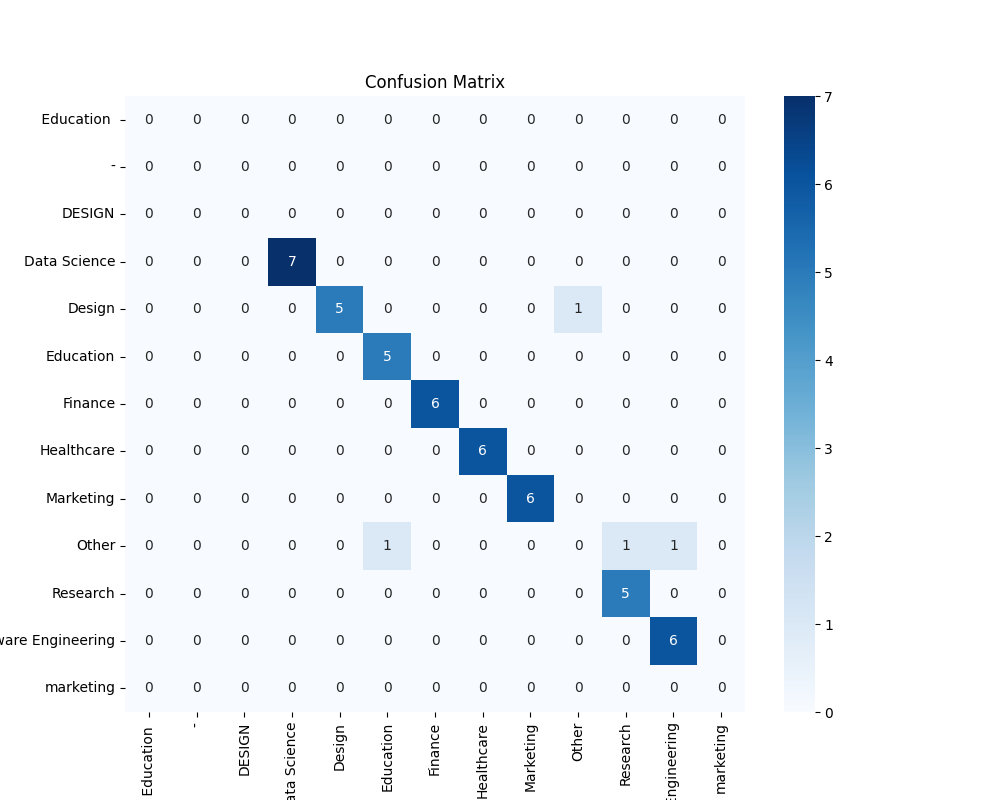 Confusion Matrix
Education
0 0 0 0 0 0 0 0 0 0 0 0 0
-
0 0 0 0 0 0 0 0 0 0 0 0 0
DESIGN
0 0 0 0 0 0 0 0 0 0 0 0 0
Data Science
0 0 0 7 0 0 0 0 0 0 0 0 0
Design
0 0 0 0 5 0 0 0 0 1 0 0 0
Education
0 0 0 0 0 5 0 0 0 0 0 0 0
Finance
0 0 0 0 0 0 6 0 0 0 0 0 0
Healthcare
0 0 0 0 0 0 0 6 0 0 0 0 0
Marketing
0 0 0 0 0 0 0 0 6 0 0 0 0
Other
0 0 0 0 0 1 0 0 0 0 1 1 0
Research
0 0 0 0 0 0 0 0 0 0 5 0 0
ware Engineering
0 0 0 0 0 0 0 0 0 0 0 6 0
marketing
0 0 0 0 0 0 0 0 0 0 0 0 0
Education
-
DESIGN
ata Science
Design
Education
Finance
Healthcare
Marketing
Other
Research
Engineering
marketing
7
6
5
4
3
2
1
0